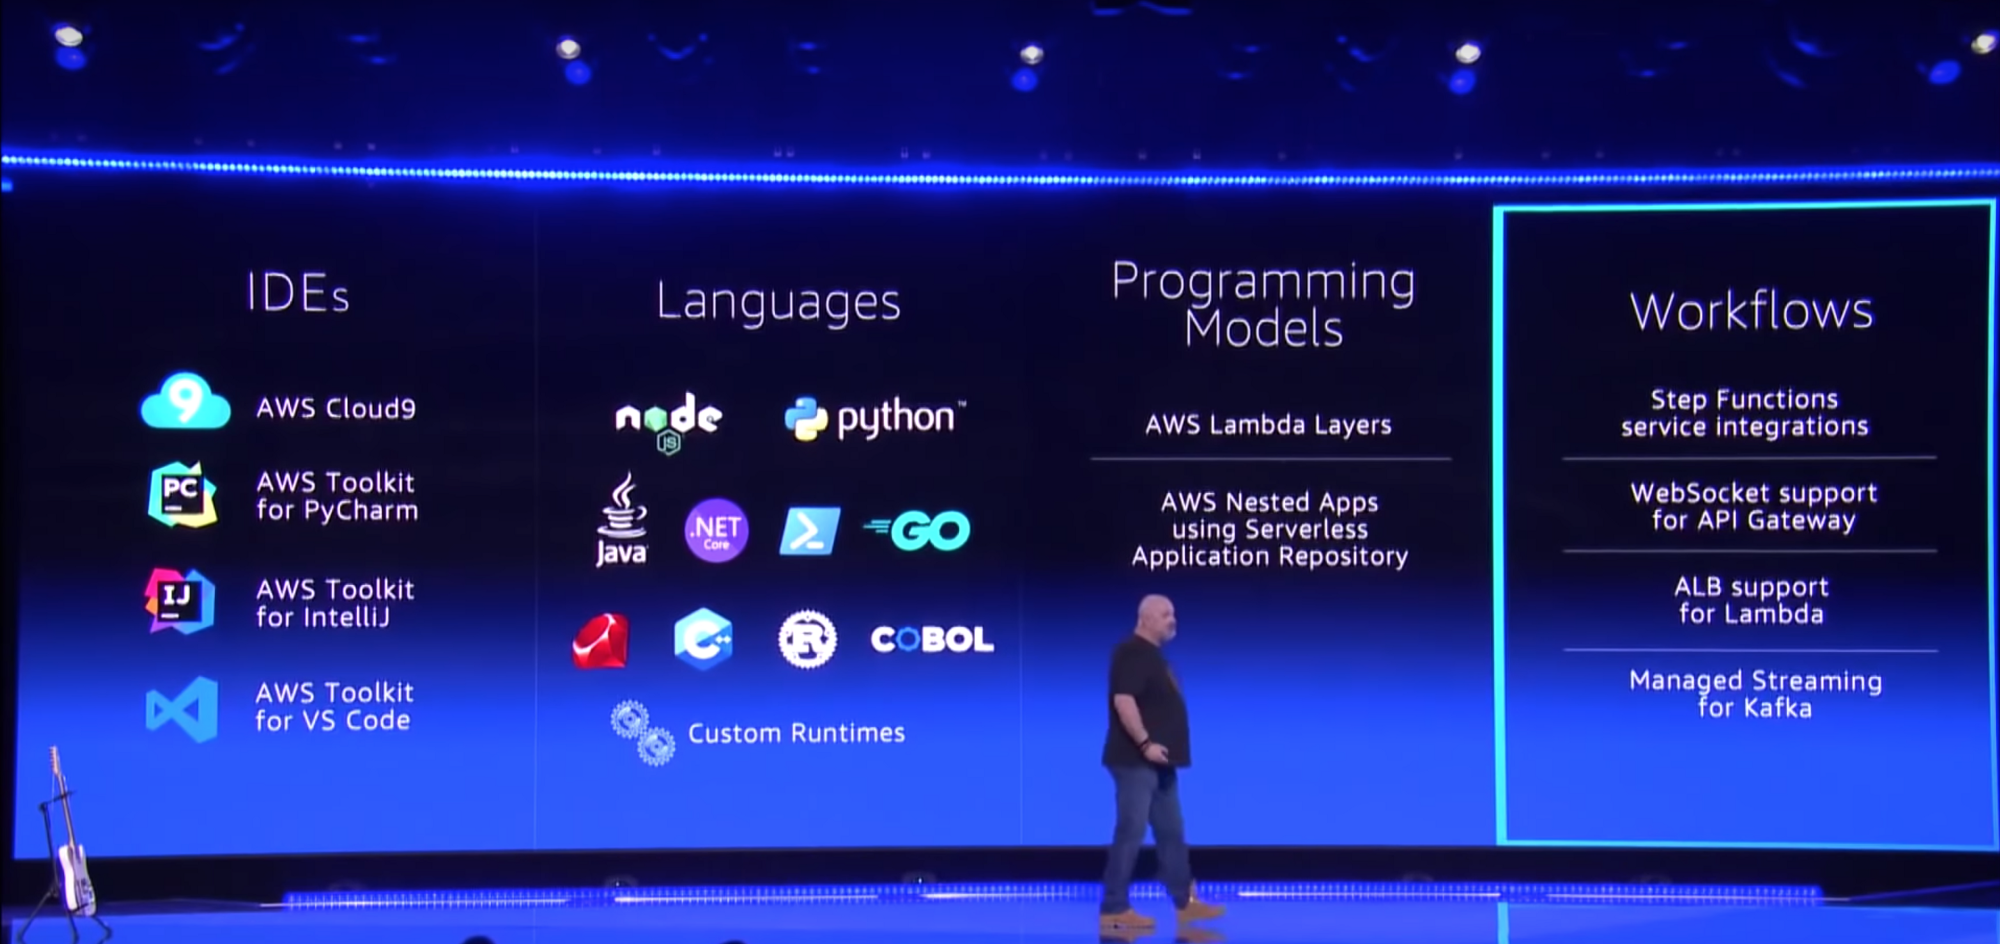 IDEs
9
AWS Cloud9
PC
AWS Toolkit
for PyCharm
IJ
AWS Toolkit
for IntelliJ
AWS Toolkit
for VS Code
Languages
node
JS
python™
Java
.NET
Core
GO
C++
R
COBOL
Custom Runtimes
Programming
Models
AWS Lambda Layers
AWS Nested Apps
using Serverless
Application Repository
Workflows
Step Functions
service integrations
WebSocket support
for API Gateway
ALB support
for Lambda
Managed Streaming
for Kafka